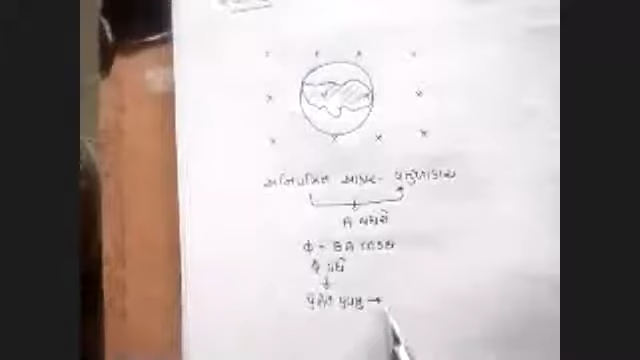 અનિયમિત આકાર - વર્તુળાકાર
A વધશે
Φ = BA cosθ
Φ વધે
પ્રેરિત પ્રવાહ →